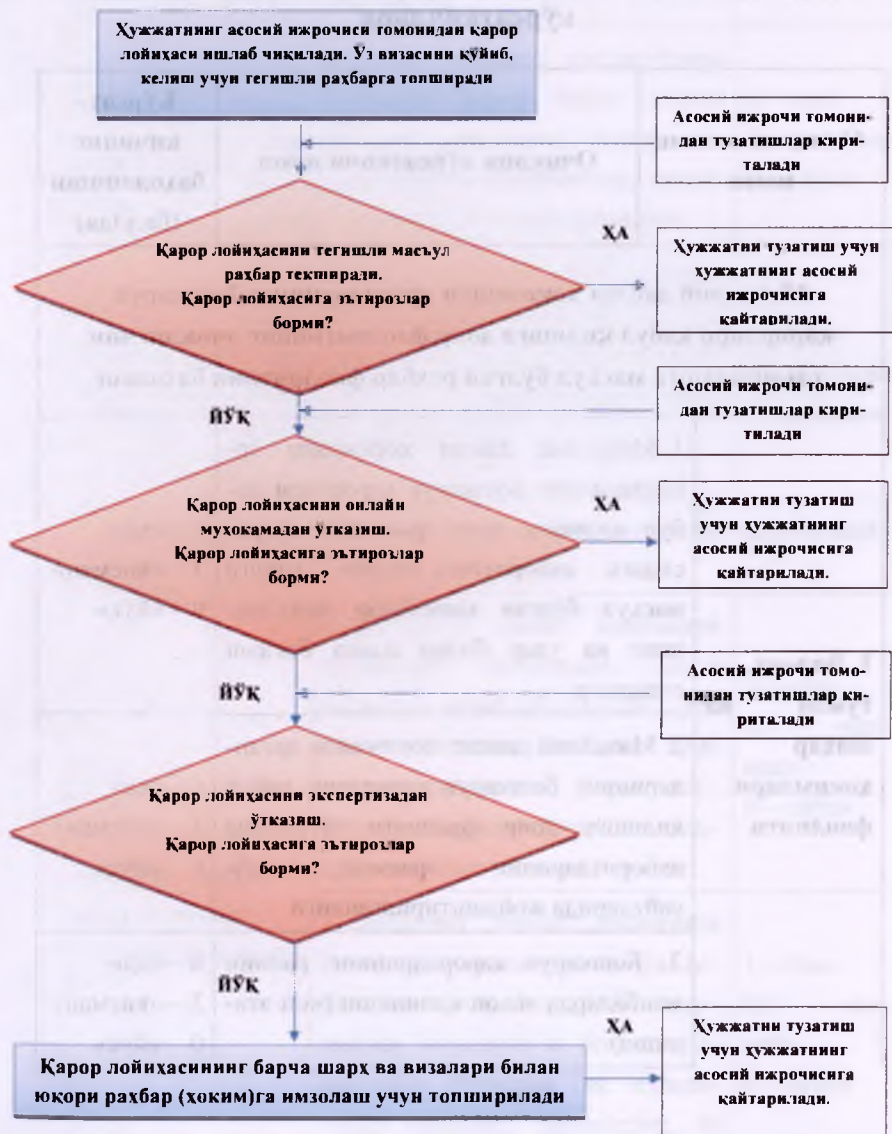 Ҳужжатнинг асосий ижрочиси томонидан қарор
лойиҳаси ишлаб чиқилади. Ўз визасини қўйиб,
келиш учун тегишли раҳбарга топширади
Асосий ижрочи томони-
дан тузатишлар кири-
талади
Қарор лойиҳасини тегишли масъул
раҳбар текширади.
Қарор лойиҳасига эътирозлар
борми?
ҲА
Ҳужжатни тузатиш учун
ҳужжатнинг асосий
ижрочисига
қайтарилади.
ЙЎҚ
Асосий ижрочи томони-
дан тузатишлар кири-
тилади
Қарор лойиҳасини онлайн
муҳокамадан ўтказиш.
Қарор лойиҳасига эътирозлар
борми?
ҲА
Ҳужжатни тузатиш
учун ҳужжатнинг
асосий ижрочисига
қайтарилади.
ЙЎҚ
Асосий ижрочи томо-
нидан тузатишлар ки-
риталади
Қарор лойиҳасини экспертизадан
ўтказиш.
Қарор лойиҳасига эътирозлар
борми?
ЙЎҚ
ҲА
Қарор лойиҳасининг барча шарҳ ва визалари билан
юқори раҳбар (ҳоким)га имзолаш учун топширилади
Ҳужжатни тузатиш
учун ҳужжатнинг
асосий ижрочисига
қайтарилади.